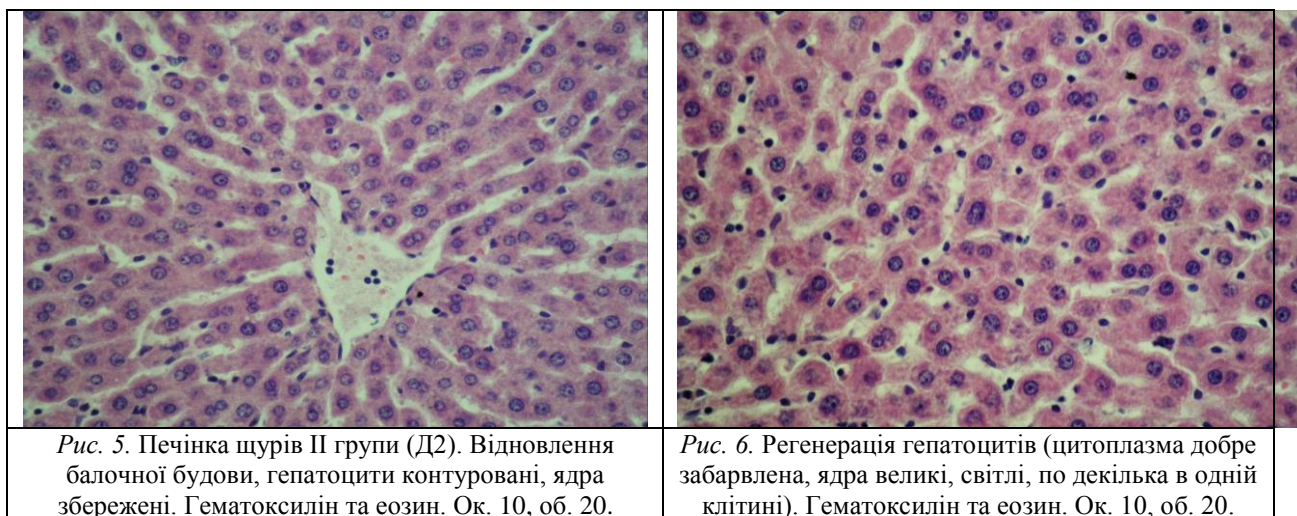 Рис. 5. Печінка щурів ІІ групи (Д2). Відновлення
балочної будови, гепатоцити контуровані, ядра
збережені. Гематоксилін та еозин. Ок. 10, об. 20.
Рис. 6. Регенерація гепатоцитів (цитоплазма добре
забарвлена, ядра великі, світлі, по декілька в одній
клітині). Гематоксилін та еозин. Ок. 10, об. 20.